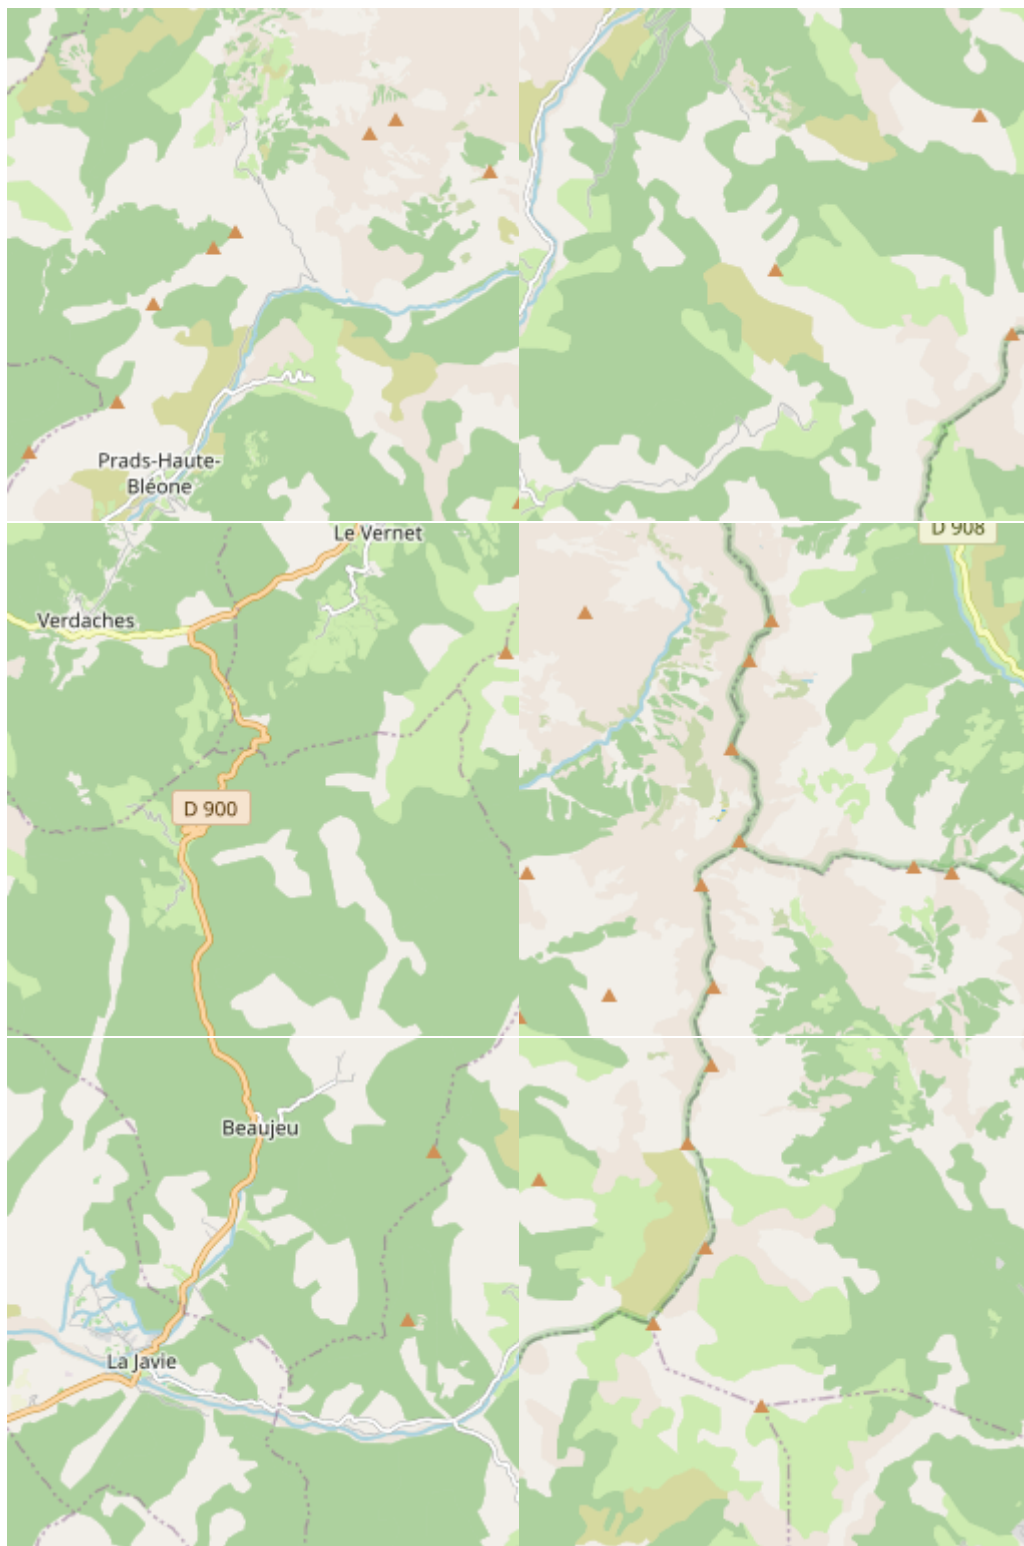 Prads-Haute-
Bléone
Le Vernet
D 908
Verdaches
D 900
Beaujeu
La Javie